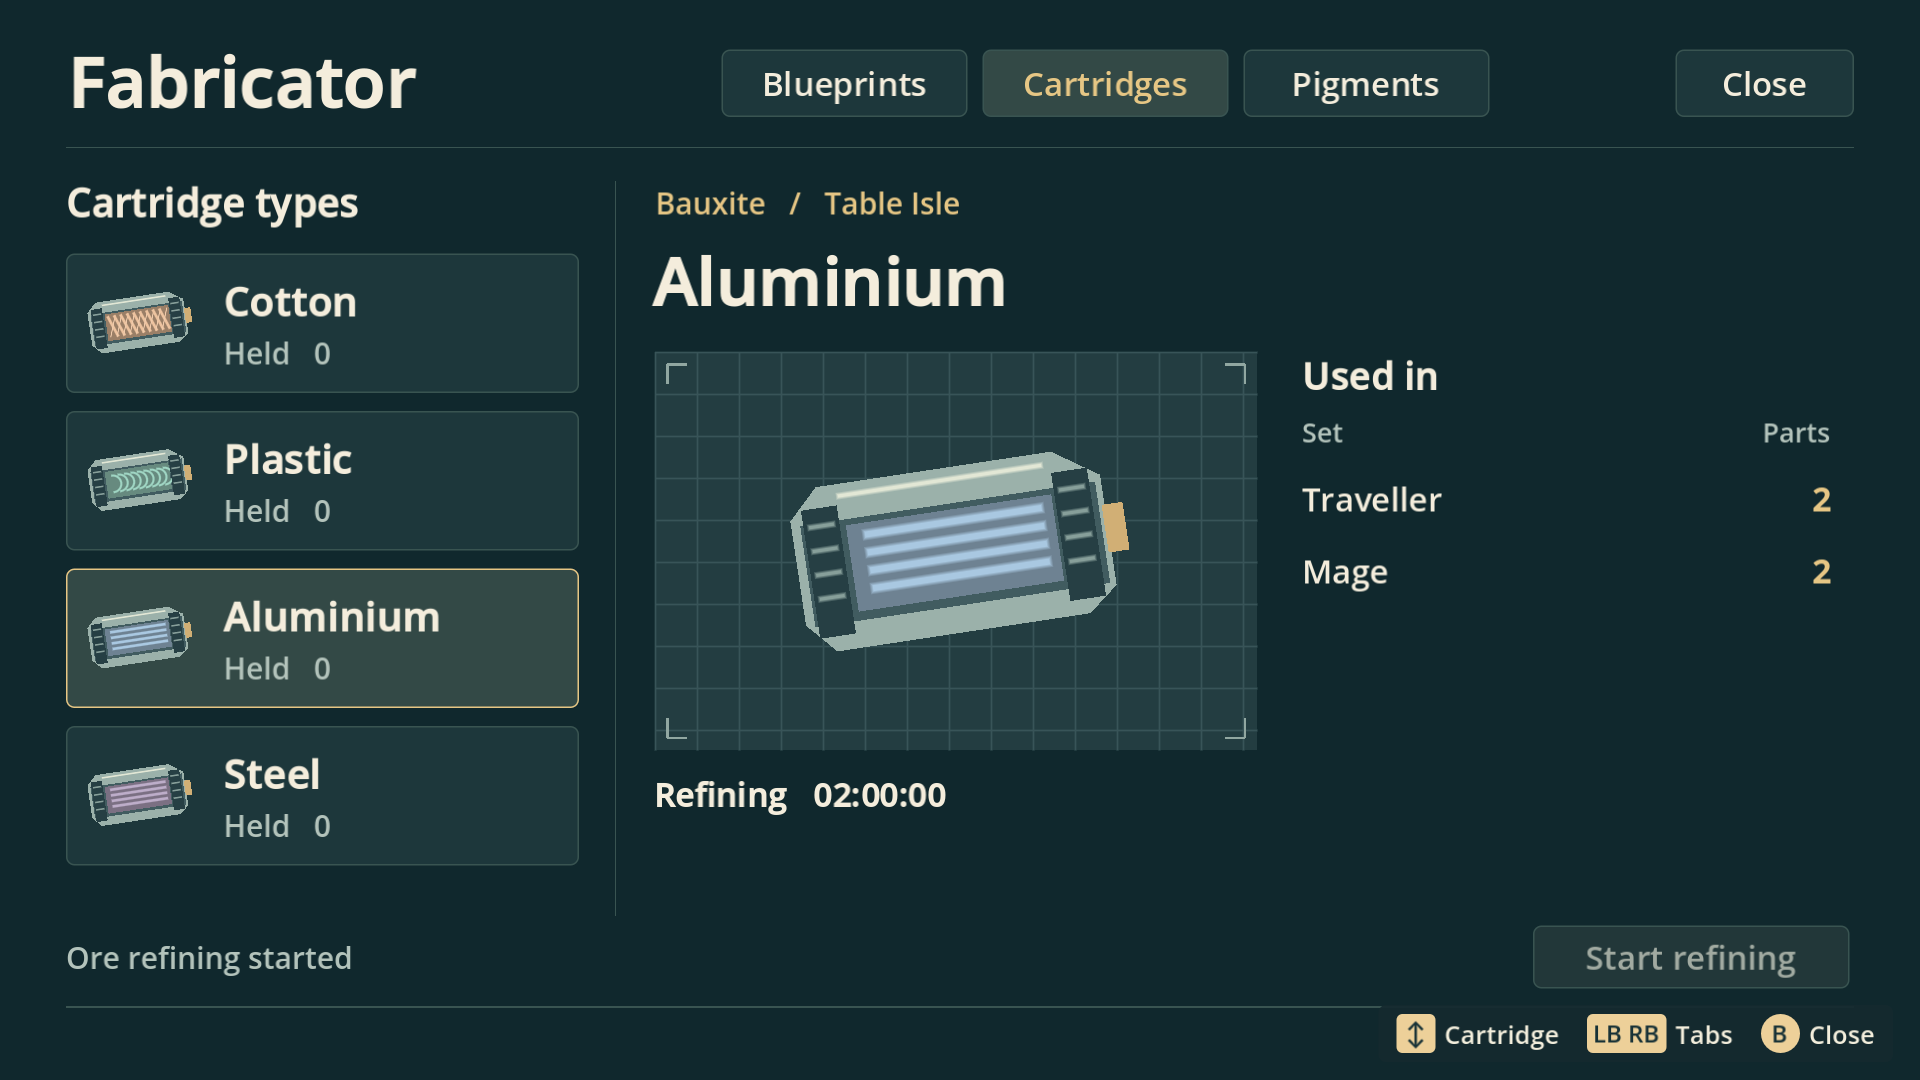 Fabricator
Blueprints
Cartridges
Pigments
Close
Cartridge types
Cotton
Held 0
Plastic
Held 0
Aluminium
Held 0
Steel
Held 0
Bauxite / Table Isle
Aluminium
Refining 02:00:00
Used in
Set Parts
Traveller 2
Mage 2
Ore refining started
Start refining
↕ Cartridge LB RB Tabs B Close